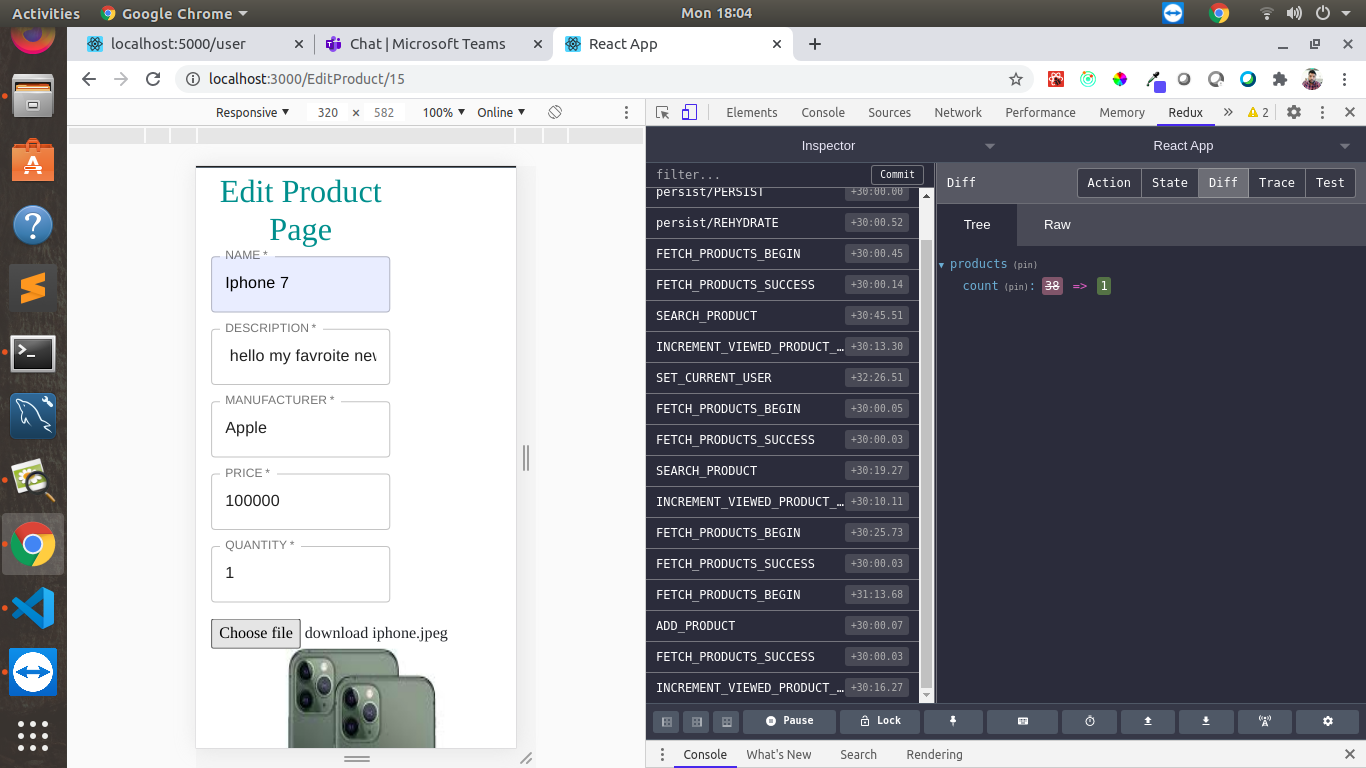 Activities
Google Chrome
Mon 18:04
localhost:5000/user
Chat | Microsoft Teams
React App
localhost:3000/EditProduct/15
Responsive
320 × 582
100%
Online
Edit Product
Page
NAME *
Iphone 7
DESCRIPTION *
hello my favroite new
MANUFACTURER *
Apple
PRICE *
100000
QUANTITY *
1
Choose file download iphone.jpeg
Elements
Console
Sources
Network
Performance
Memory
Redux
2
Inspector
React App
filter...
Commit
persist/PERSIST +30:00.00
persist/REHYDRATE +30:00.52
FETCH_PRODUCTS_BEGIN +30:00.45
FETCH_PRODUCTS_SUCCESS +30:00.14
SEARCH_PRODUCT +30:45.51
INCREMENT_VIEWED_PRODUCT_… +30:13.30
SET_CURRENT_USER +32:26.51
FETCH_PRODUCTS_BEGIN +30:00.05
FETCH_PRODUCTS_SUCCESS +30:00.03
SEARCH_PRODUCT +30:19.27
INCREMENT_VIEWED_PRODUCT_… +30:10.11
FETCH_PRODUCTS_BEGIN +30:25.73
FETCH_PRODUCTS_SUCCESS +30:00.03
FETCH_PRODUCTS_BEGIN +31:13.68
ADD_PRODUCT +30:00.07
FETCH_PRODUCTS_SUCCESS +30:00.03
INCREMENT_VIEWED_PRODUCT_… +30:16.27
Diff
Action
State
Diff
Trace
Test
Tree
Raw
products (pin)
count (pin): 38 => 1
Pause
Lock
Console
What's New
Search
Rendering